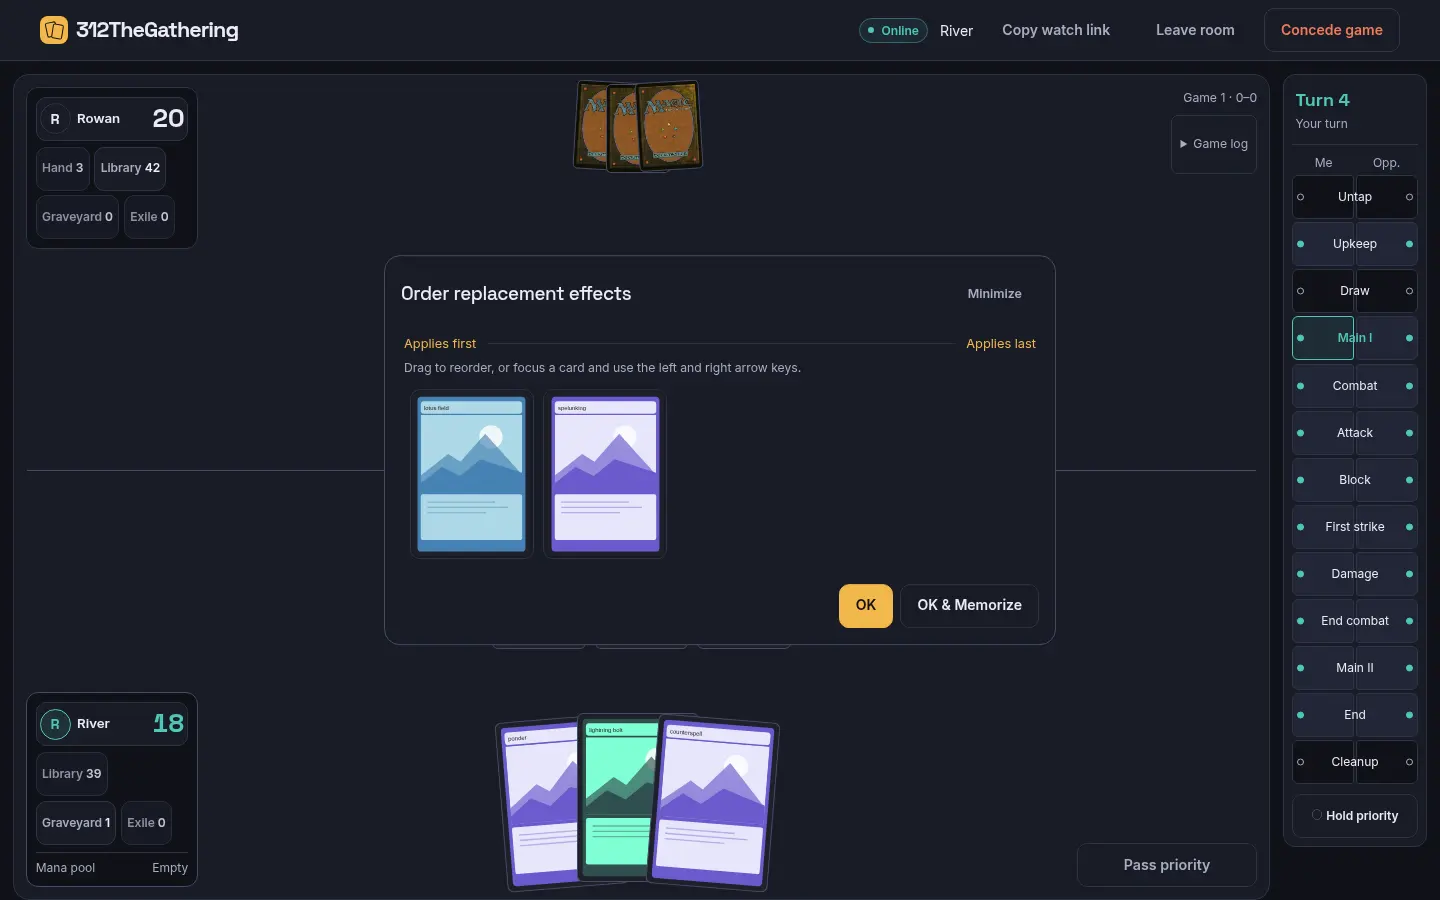 312TheGathering
Online
River
Copy watch link
Leave room
Concede game
R
Rowan
20
Hand 3
Library 42
Graveyard 0
Exile 0
Game 1 · 0–0
Game log
Order replacement effects
Minimize
Applies first
Applies last
Drag to reorder, or focus a card and use the left and right arrow keys.
lotus field
spelunking
OK
OK & Memorize
R
River
18
Library 39
Graveyard 1
Exile 0
Mana pool
Empty
ponder
lightning bolt
counterspell
Pass priority
Turn 4
Your turn
Me
Opp.
Untap
Upkeep
Draw
Main I
Combat
Attack
Block
First strike
Damage
End combat
Main II
End
Cleanup
Hold priority